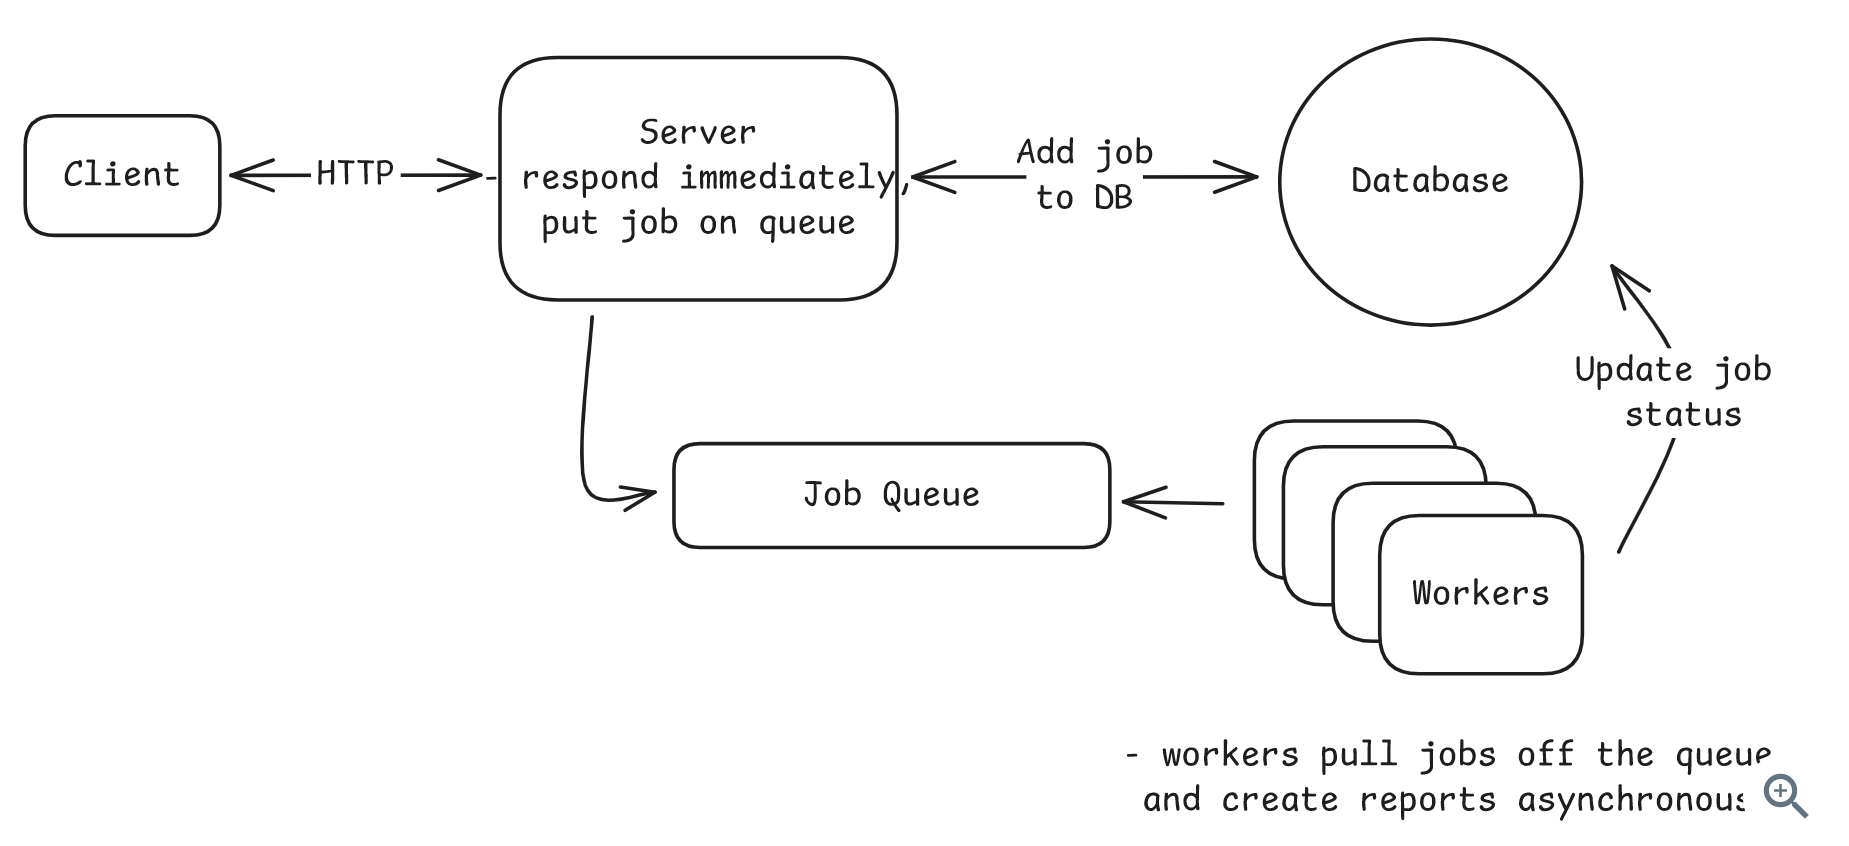 Server
Client
HTTP
- respond immediately,
put job on queue
Add job
to DB
Database
Update job
status
Job Queue
Workers
- workers pull jobs off the queue
and create reports asynchronous